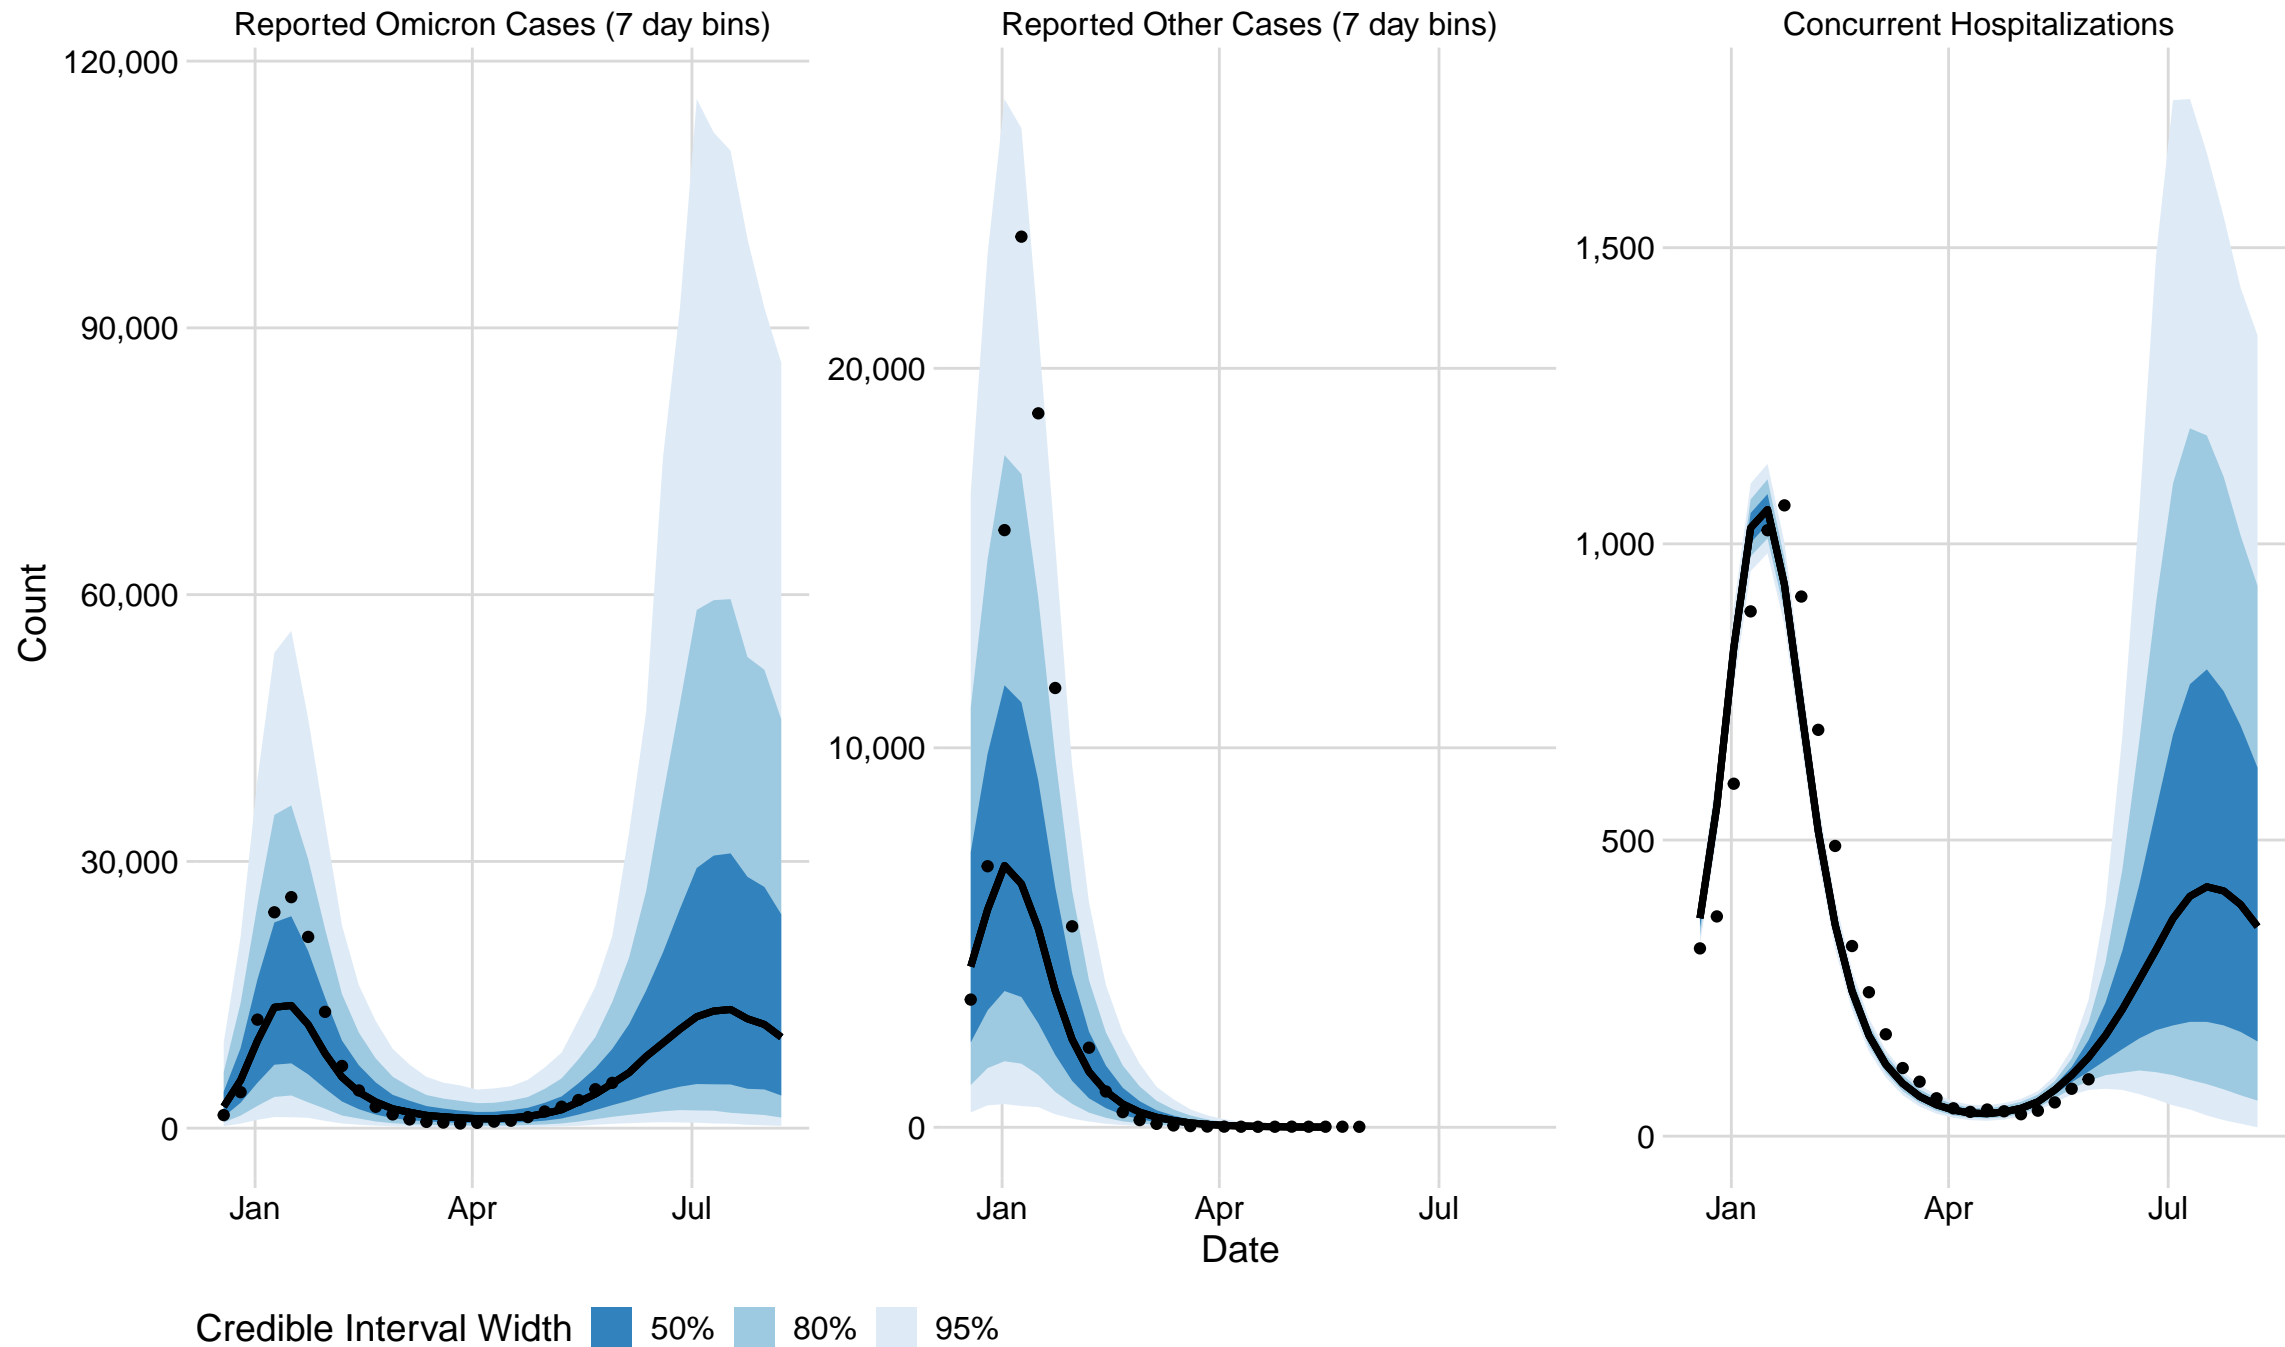 Reported Omicron Cases (7 day bins)
Reported Other Cases (7 day bins)
Concurrent Hospitalizations
Count
120,000
90,000
60,000
30,000
0
Jan Apr Jul
20,000
10,000
0
Jan Apr Jul
1,500
1,000
500
0
Jan Apr Jul
Date
Credible Interval Width 50% 80% 95%